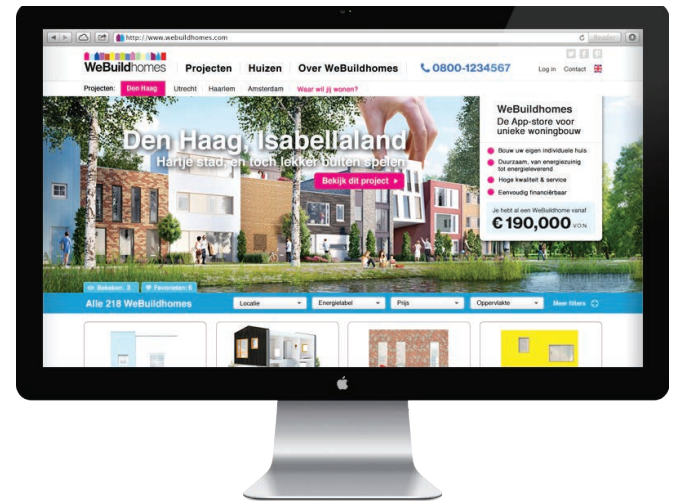 http://www.webuildhomes.com
Reader
WeBuildhomes
Projecten
Huizen
Over WeBuildhomes
0800-1234567
Log in
Contact
Projecten:
Den Haag
Utrecht
Haarlem
Amsterdam
Waar wil jij wonen?
Den Haag, Isabellaland
Hartje stad, en toch lekker buiten spelen
Bekijk dit project
WeBuildhomes
De App-store voor
unieke woningbouw
Bouw uw eigen individuele huis
Duurzaam, van energiezuinig
tot energieleverend
Hoge kwaliteit & service
Eenvoudig financiërbaar
Je hebt al een WeBuildhome vanaf
€ 190,000 V.O.N.
Bekeken: 3
Favorieten: 6
Alle 218 WeBuildhomes
Locatie
Energielabel
Prijs
Oppervlakte
Meer filters